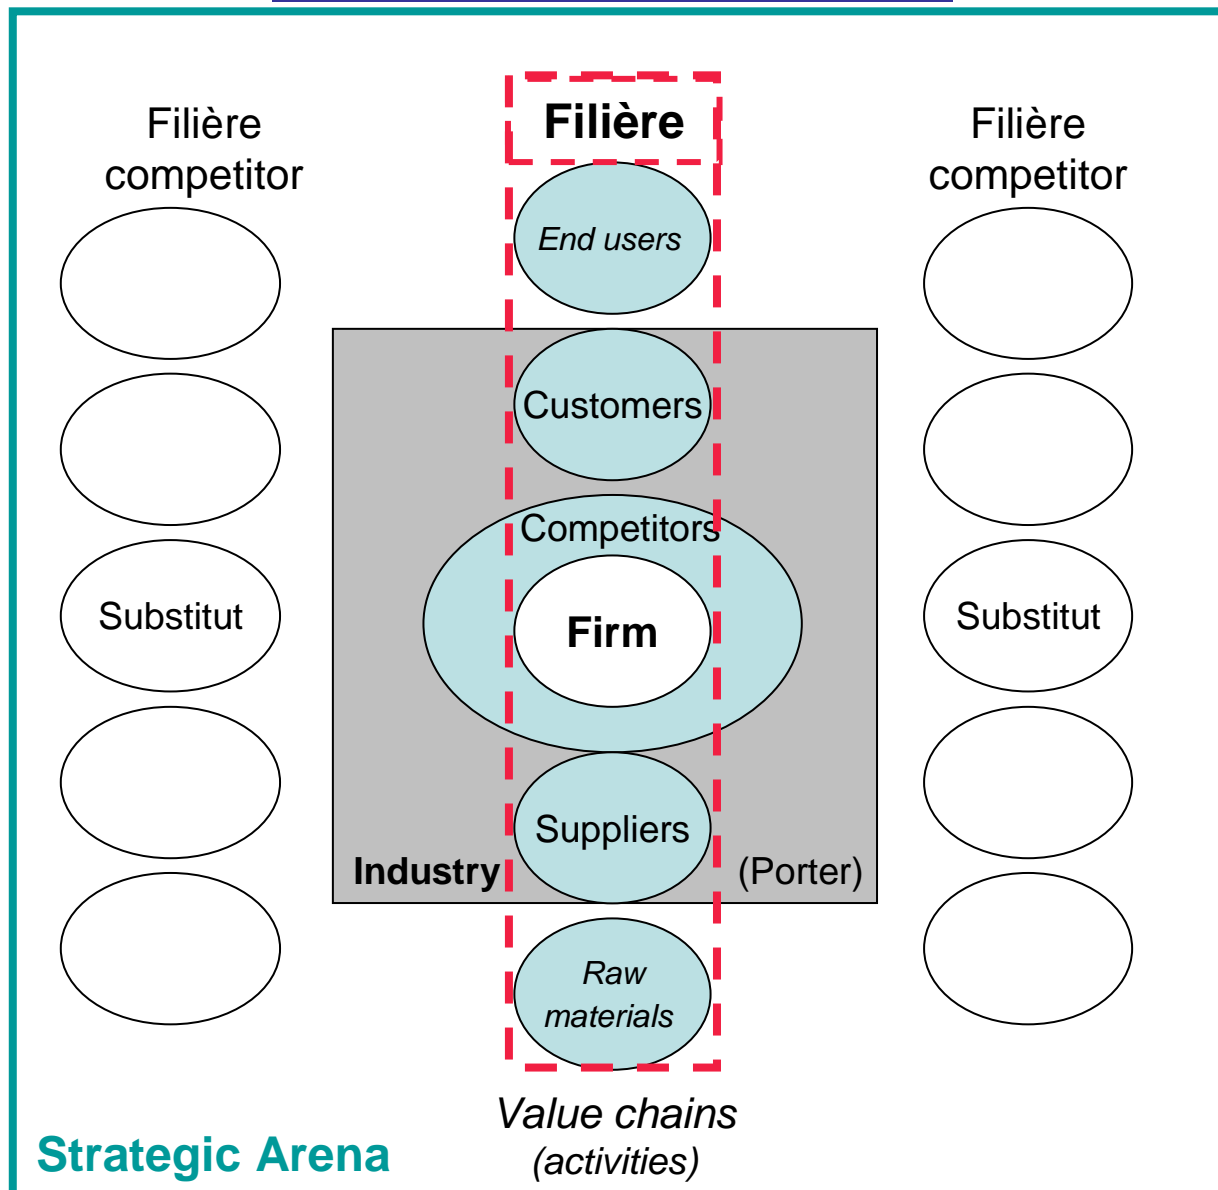 Filière
competitor
Filière
Filière
competitor
End users
Customers
Competitors
Substitut
Firm
Substitut
Suppliers
Industry
(Porter)
Raw
materials
Value chains
(activities)
Strategic Arena